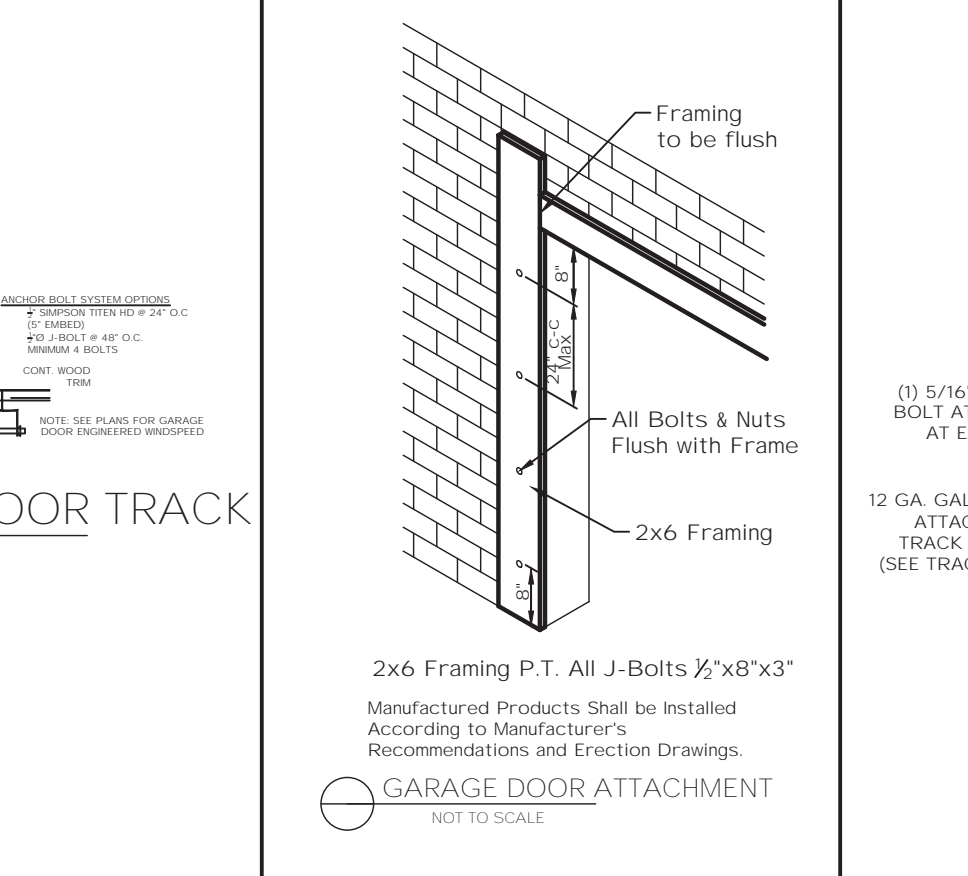 ANCHOR BOLT SYSTEM OPTIONS
½" SIMPSON TITEN HD @ 24" O.C
(5" EMBED)
½"Ø J-BOLT @ 48" O.C.
MINIMUM 4 BOLTS
CONT. WOOD
TRIM
NOTE: SEE PLANS FOR GARAGE
DOOR ENGINEERED WINDSPEED
OOR TRACK
Framing
to be flush
8"
24" c-c
Max
All Bolts & Nuts
Flush with Frame
2x6 Framing
8"
2x6 Framing P.T. All J-Bolts ½"x8"x3"
Manufactured Products Shall be Installed
According to Manufacturer's
Recommendations and Erection Drawings.
GARAGE DOOR ATTACHMENT
NOT TO SCALE
(1) 5/16"
BOLT AT
AT E
12 GA. GAL
ATTAC
TRACK
(SEE TRAC